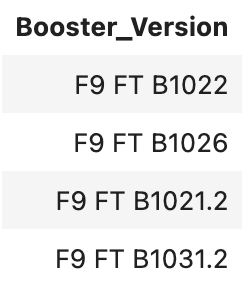 Booster_Version
F9 FT B1022
F9 FT B1026
F9 FT B1021.2
F9 FT B1031.2